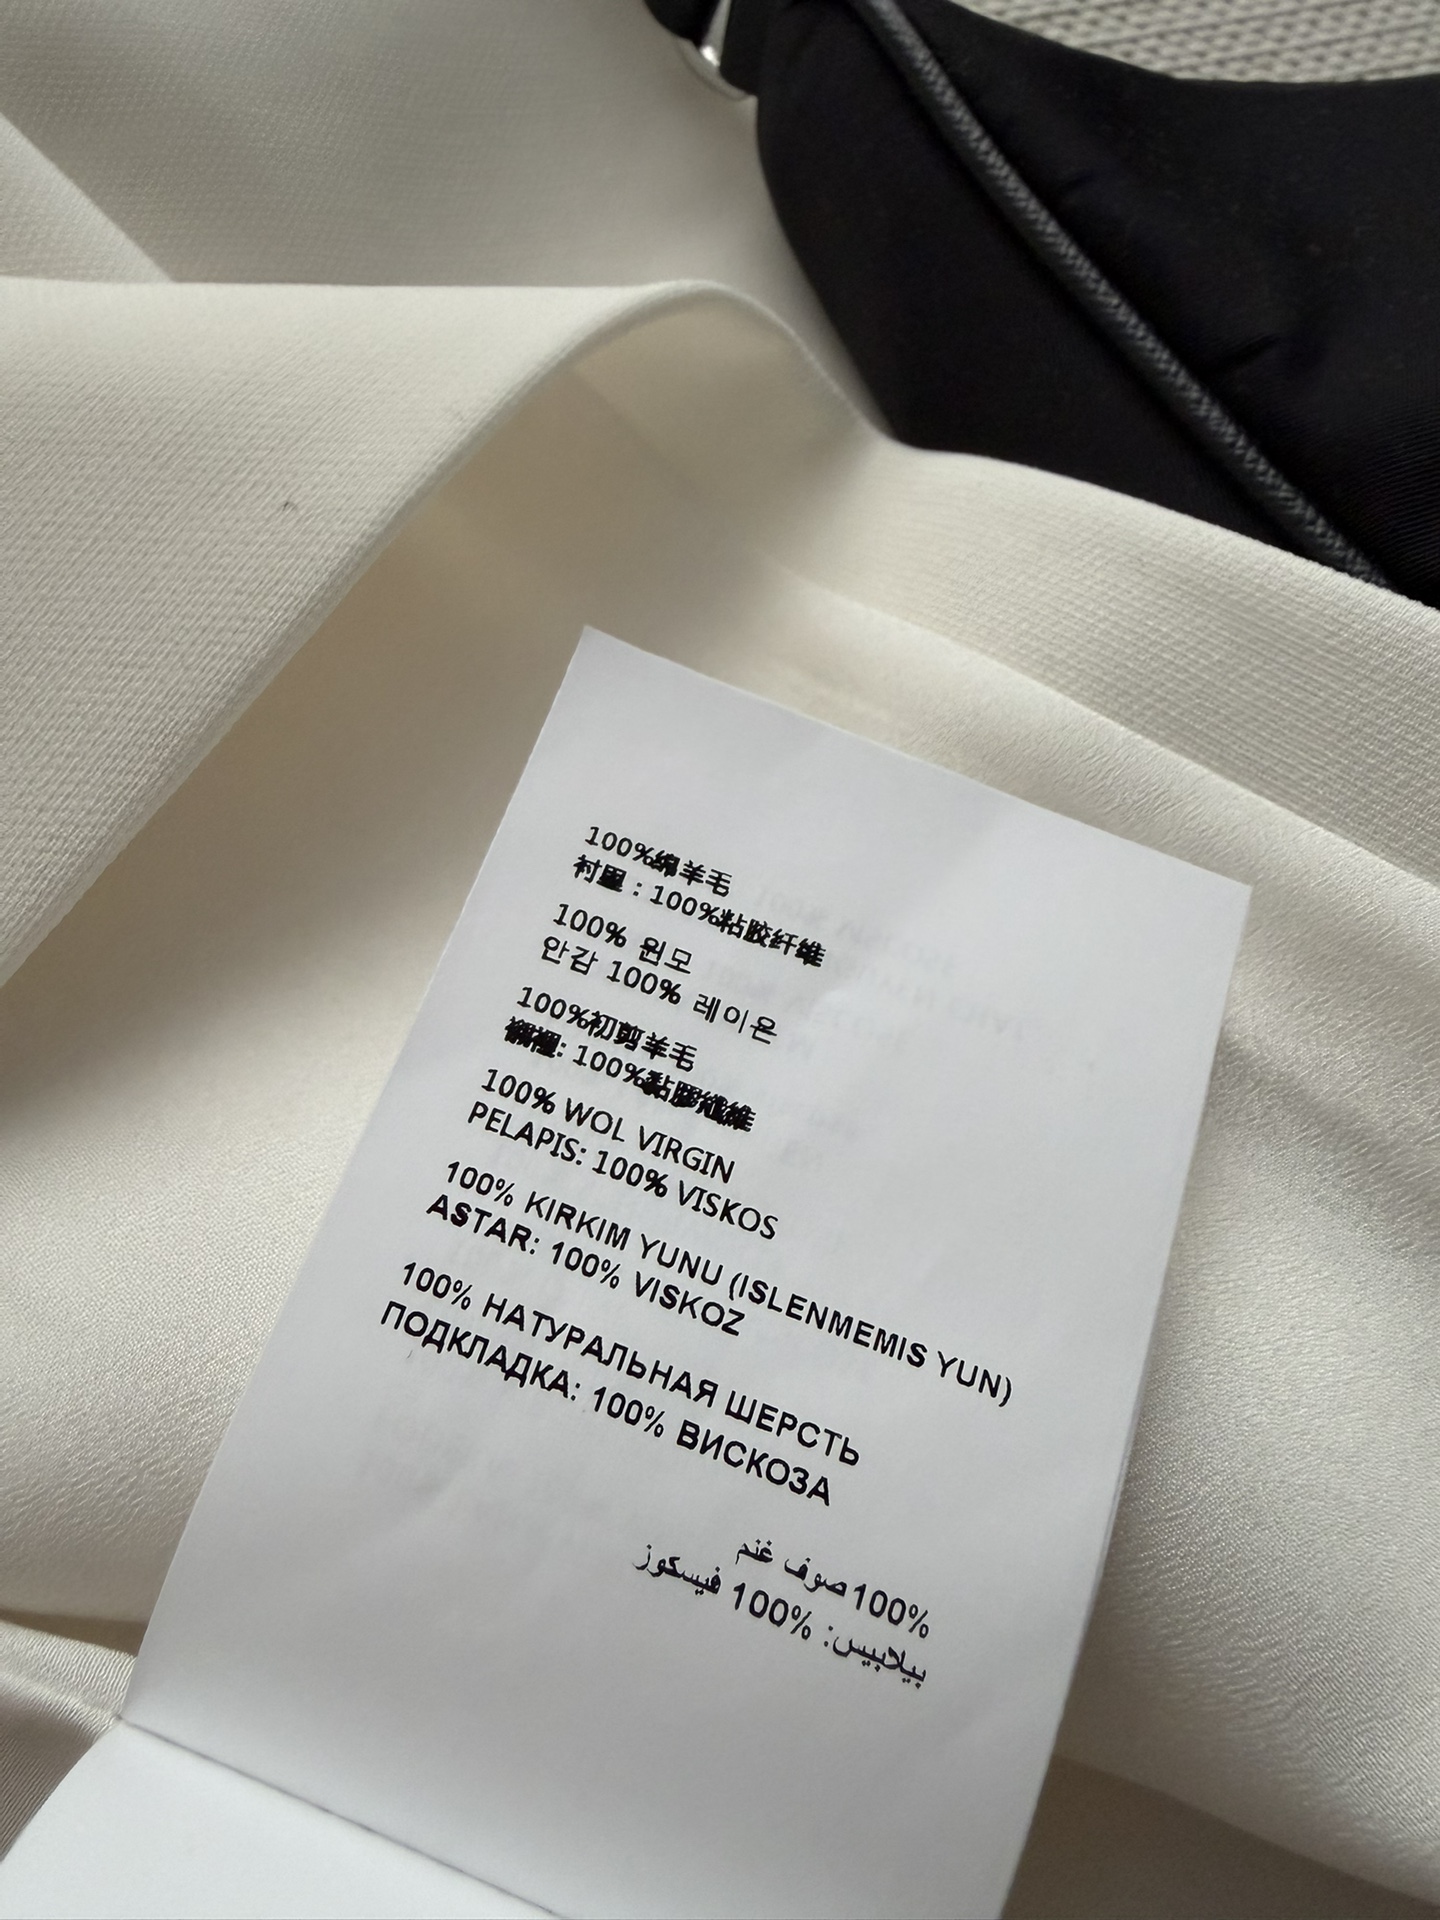 100%绵羊毛
衬里：100%粘胶纤维
100% 원모
안감 100% 레이온
100%初剪羊毛
襯裡: 100%黏膠纖維
100% WOL VIRGIN
PELAPIS: 100% VISKOS
100% KIRKIM YUNU (ISLENMEMIS YUN)
ASTAR: 100% VISKOZ
100% НАТУРАЛЬНАЯ ШЕРСТЬ
ПОДКЛАДКА: 100% ВИСКОЗА
100% صوف غنم
بيلابيس: 100% فيسكوز